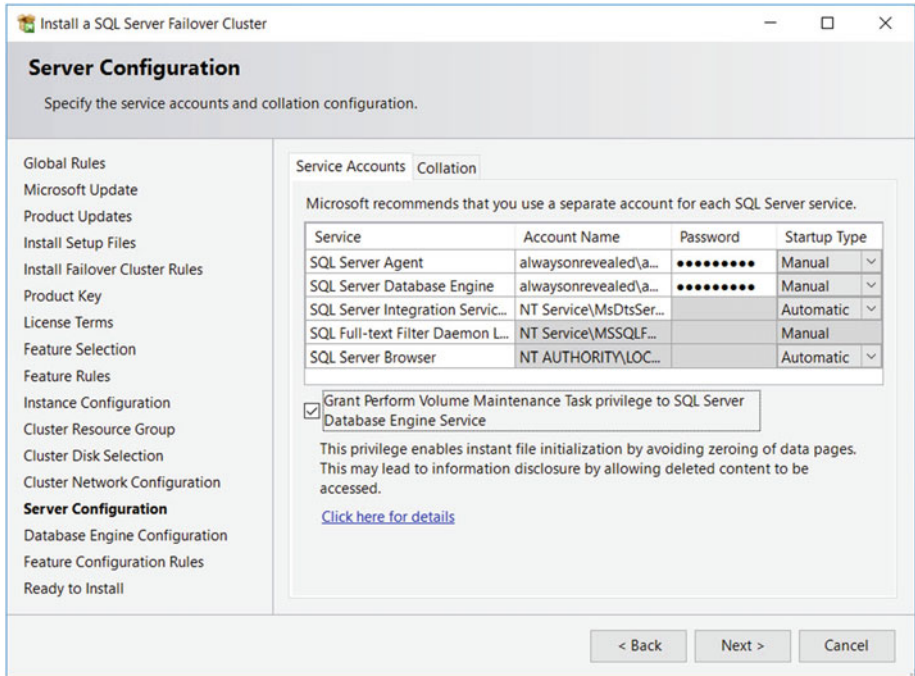 Install a SQL Server Failover Cluster
Server Configuration
Specify the service accounts and collation configuration.
Global Rules
Microsoft Update
Product Updates
Install Setup Files
Install Failover Cluster Rules
Product Key
License Terms
Feature Selection
Feature Rules
Instance Configuration
Cluster Resource Group
Cluster Disk Selection
Cluster Network Configuration
Server Configuration
Database Engine Configuration
Feature Configuration Rules
Ready to Install
Service Accounts Collation
Microsoft recommends that you use a separate account for each SQL Server service.
Service Account Name Password Startup Type
SQL Server Agent alwaysonrevealed\a... ●●●●●●●●● Manual
SQL Server Database Engine alwaysonrevealed\a... ●●●●●●●●● Manual
SQL Server Integration Servic... NT Service\MsDtsSer... Automatic
SQL Full-text Filter Daemon L... NT Service\MSSQLF... Manual
SQL Server Browser NT AUTHORITY\LOC... Automatic
Grant Perform Volume Maintenance Task privilege to SQL Server
Database Engine Service
This privilege enables instant file initialization by avoiding zeroing of data pages.
This may lead to information disclosure by allowing deleted content to be
accessed.
Click here for details
< Back Next > Cancel